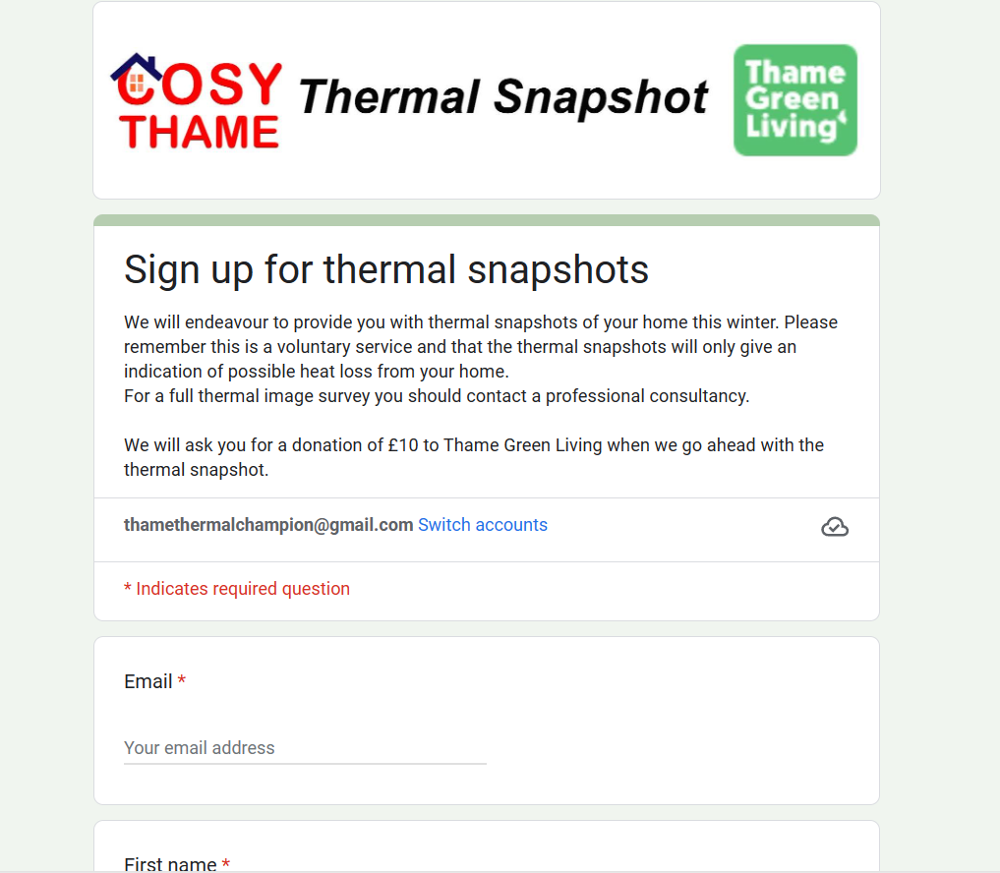 COSY
THAME
Thermal Snapshot
Thame
Green
Living
Sign up for thermal snapshots
We will endeavour to provide you with thermal snapshots of your home this winter. Please
remember this is a voluntary service and that the thermal snapshots will only give an
indication of possible heat loss from your home.
For a full thermal image survey you should contact a professional consultancy.
We will ask you for a donation of £10 to Thame Green Living when we go ahead with the
thermal snapshot.
thamethermalchampion@gmail.com Switch accounts
* Indicates required question
Email *
Your email address
First name *